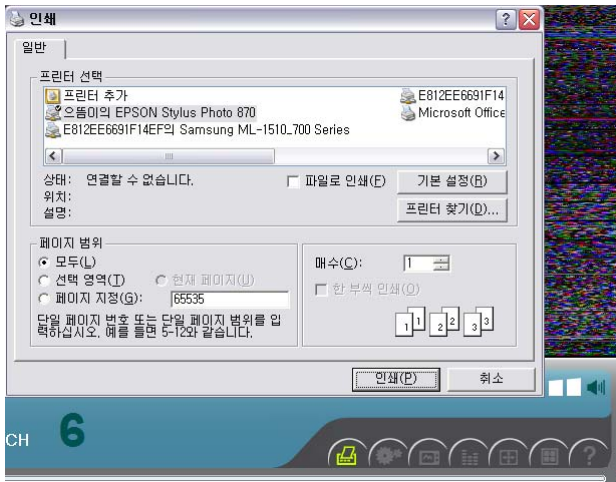 인쇄
일반
프린터 선택
프린터 추가
으뜸이의 EPSON Stylus Photo 870
E812EE6691F14EF의 Samsung ML-1510_700 Series
E812EE6691F14
Microsoft Office
상태: 연결할 수 없습니다.
위치:
설명:
파일로 인쇄(F)
기본 설정(R)
프린터 찾기(D)...
페이지 범위
모두(L)
선택 영역(T) 현재 페이지(U)
페이지 지정(G): 65535
단일 페이지 번호 또는 단일 페이지 범위를 입
력하십시오. 예를 들면 5-12와 같습니다.
매수(C): 1
한 부씩 인쇄(O)
1 1 2 2 3 3
인쇄(P) 취소
CH 6
?